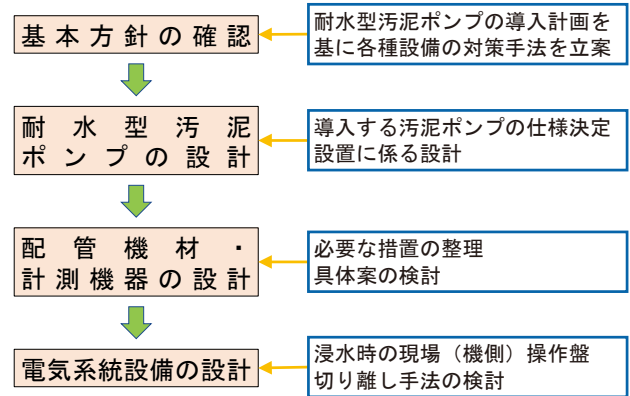 基本方針の確認
耐水型汚泥ポンプの導入計画を
基に各種設備の対策手法を立案
耐水型汚泥
ポンプの設計
導入する汚泥ポンプの仕様決定
設置に係る設計
配管機材・
計測機器の設計
必要な措置の整理
具体案の検討
電気系統設備の設計
浸水時の現場（機側）操作盤
切り離し手法の検討